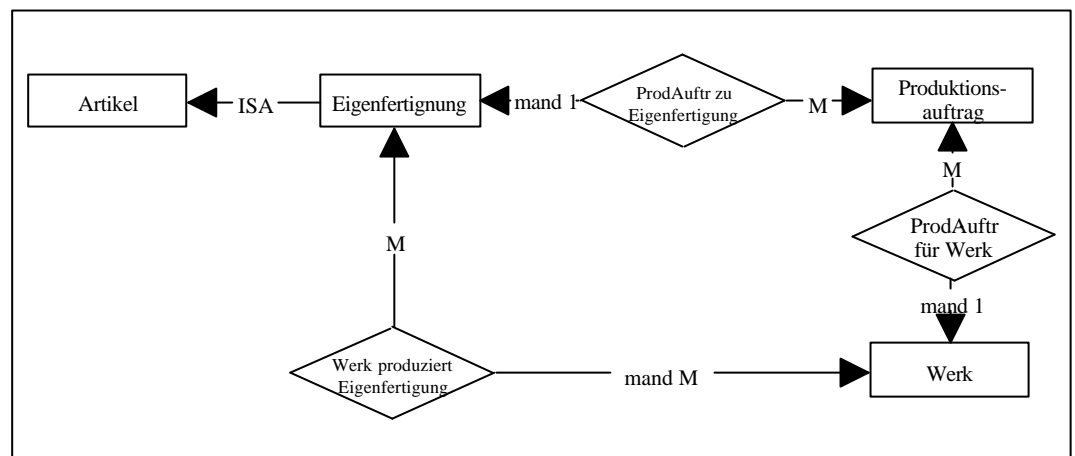 Artikel
ISA
Eigenfertignung
mand 1
ProdAuftr zu
Eigenfertigung
M
Produktions-
auftrag
M
ProdAuftr
für Werk
mand 1
M
Werk produziert
Eigenfertigung
mand M
Werk